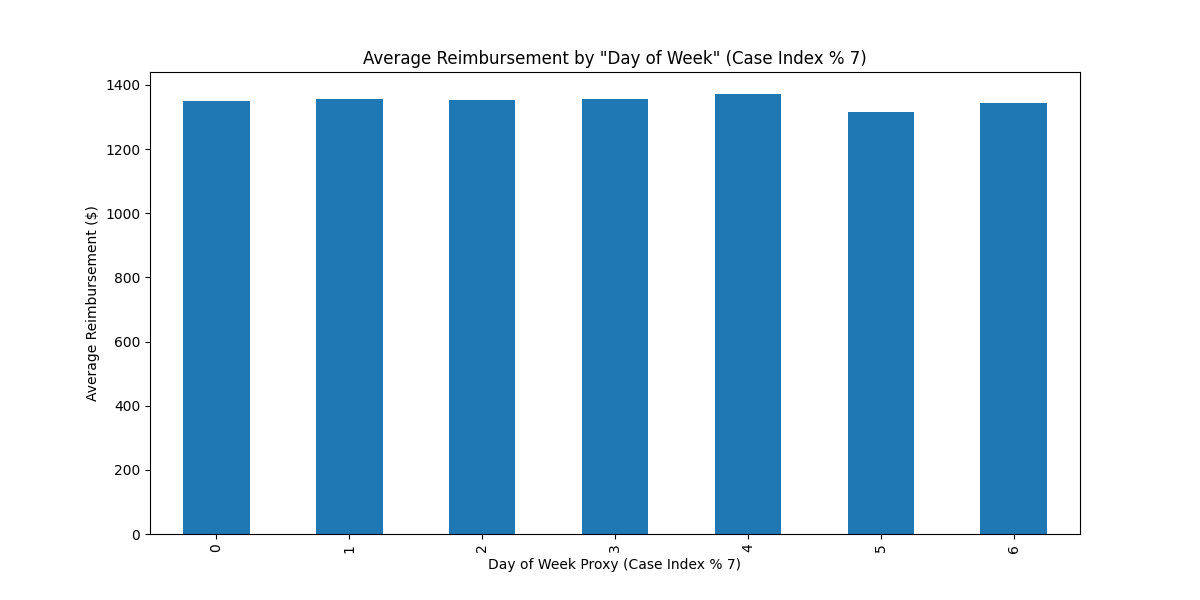 Average Reimbursement by "Day of Week" (Case Index % 7)
Average Reimbursement ($)
1400
1200
1000
800
600
400
200
0
0 1 2 3 4 5 6
Day of Week Proxy (Case Index % 7)